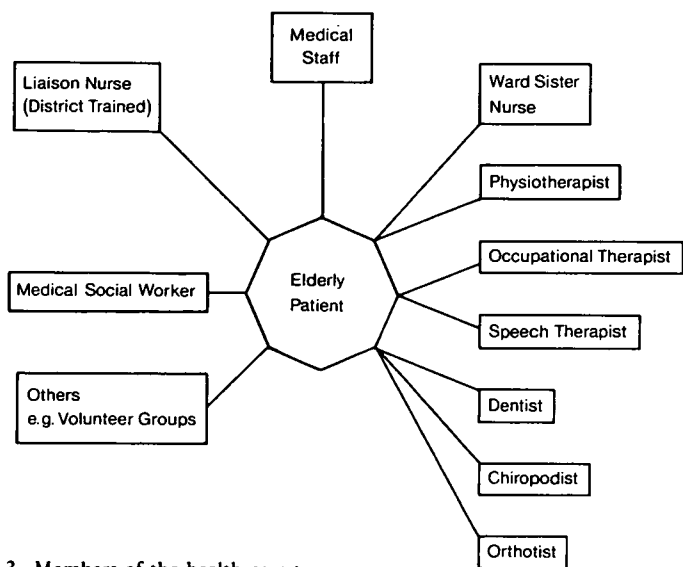 Medical
Staff
Liaison Nurse
(District Trained)
Ward Sister
Nurse
Physiotherapist
Elderly
Patient
Occupational Therapist
Medical Social Worker
Speech Therapist
Others
e.g. Volunteer Groups
Dentist
Chiropodist
Orthotist
3 Members of the health